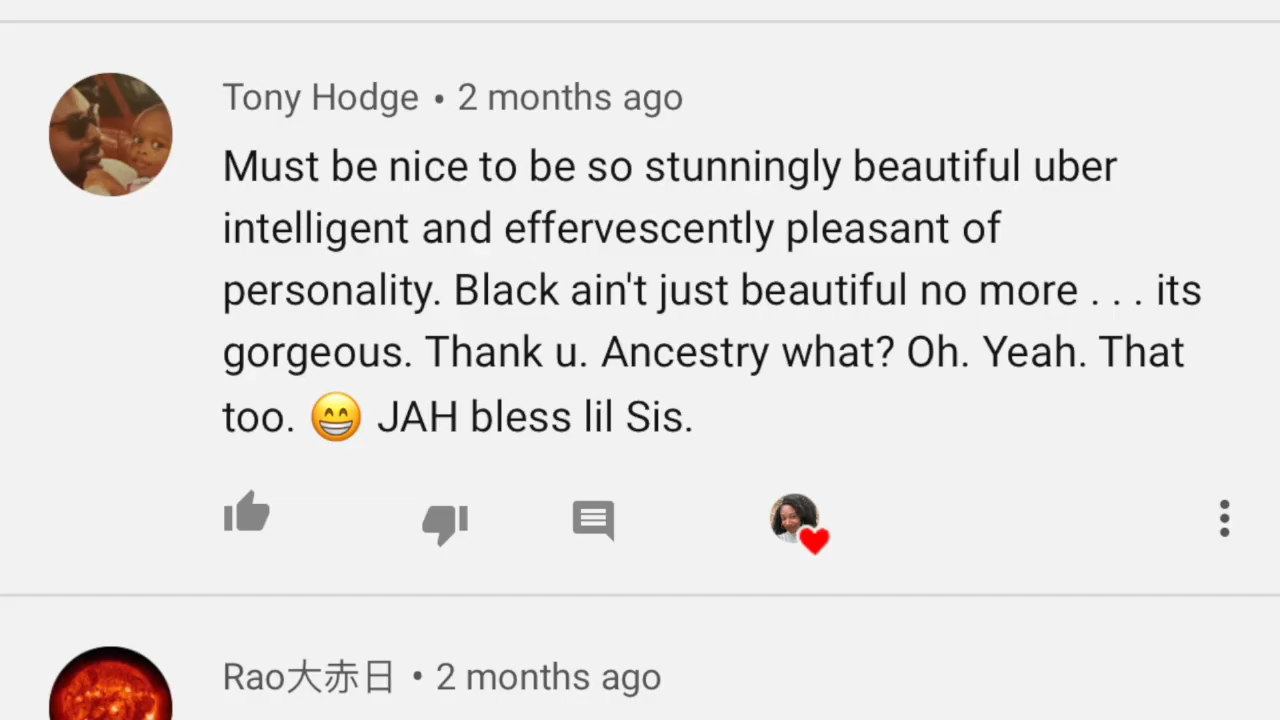 Tony Hodge • 2 months ago
Must be nice to be so stunningly beautiful uber
intelligent and effervescently pleasant of
personality. Black ain't just beautiful no more . . . its
gorgeous. Thank u. Ancestry what? Oh. Yeah. That
too. 😁 JAH bless lil Sis.
Rao大赤日 • 2 months ago